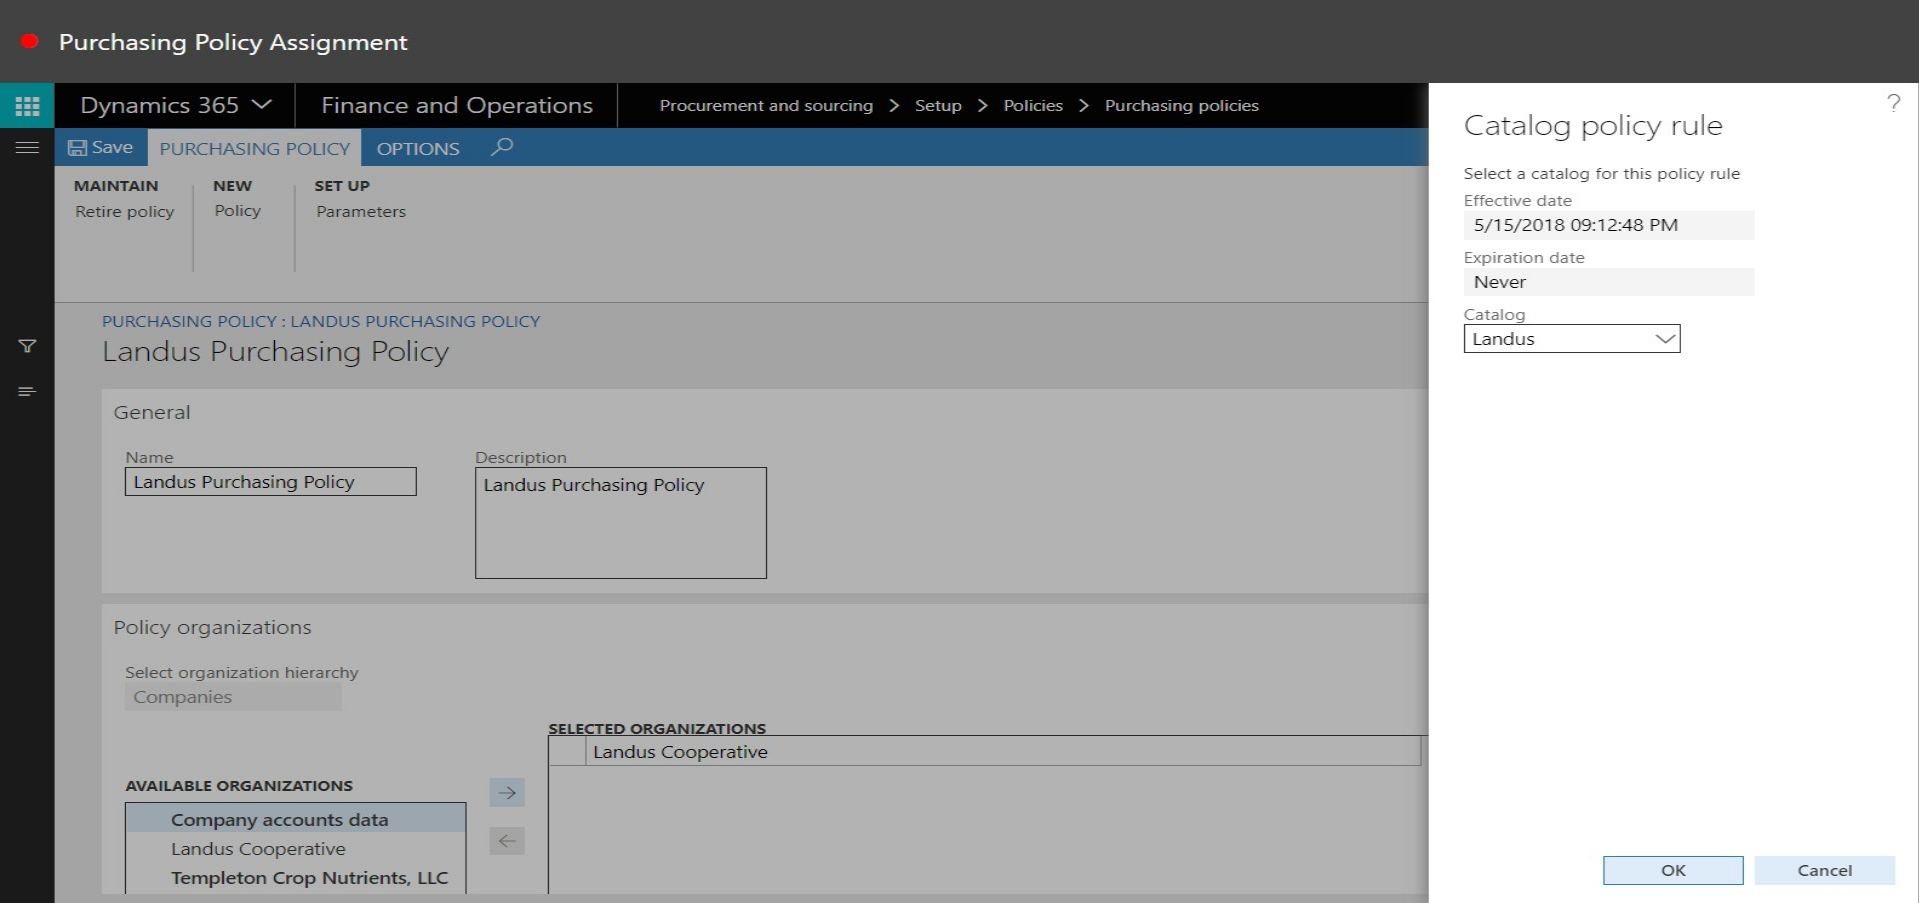 Purchasing Policy Assignment
Dynamics 365 Finance and Operations Procurement and sourcing > Setup > Policies > Purchasing policies
Save PURCHASING POLICY OPTIONS
MAINTAIN NEW SET UP
Retire policy Policy Parameters
PURCHASING POLICY : LANDUS PURCHASING POLICY
Landus Purchasing Policy
General
Name Description
Landus Purchasing Policy Landus Purchasing Policy
Policy organizations
Select organization hierarchy
Companies
SELECTED ORGANIZATIONS
Landus Cooperative
AVAILABLE ORGANIZATIONS
Company accounts data
Landus Cooperative
Templeton Crop Nutrients, LLC
?
Catalog policy rule
Select a catalog for this policy rule
Effective date
5/15/2018 09:12:48 PM
Expiration date
Never
Catalog
Landus
OK Cancel